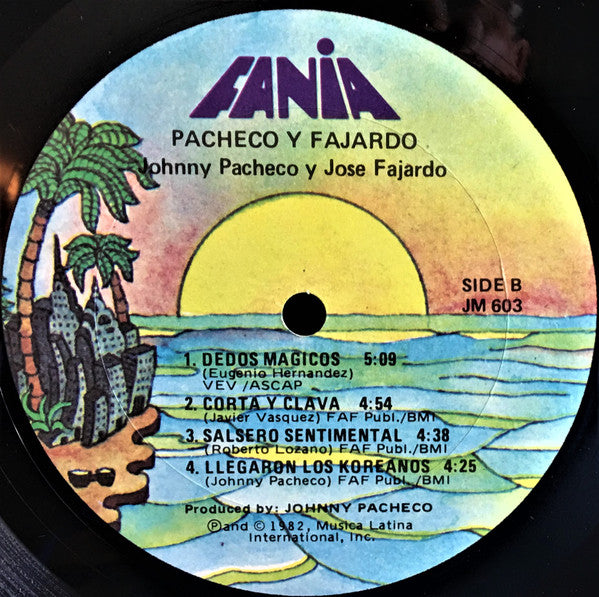 FANIA
PACHECO Y FAJARDO
Johnny Pacheco y Jose Fajardo
SIDE B
JM 603
1. DEDOS MAGICOS 5:09
(Eugenio Hernandez)
VEV /ASCAP
2. CORTA Y CLAVA 4:54
(Javier Vasquez) FAF Publ./BMI
3. SALSERO SENTIMENTAL 4:38
(Roberto Lozano) FAF Publ./BMI
4. LLEGARON LOS KOREANOS 4:25
(Johnny Pacheco) FAF Publ./BMI
Produced by: JOHNNY PACHECO
℗and © 1982, Musica Latina
International, Inc.